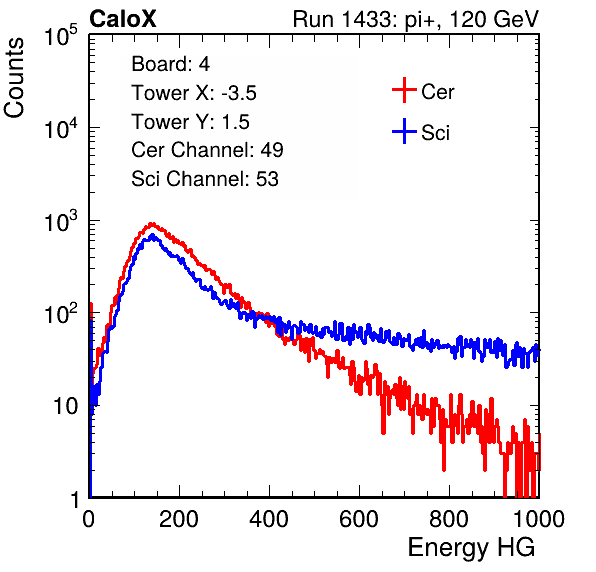 CaloX Run 1433: pi+, 120 GeV
Counts
Board: 4
Tower X: -3.5
Tower Y: 1.5
Cer Channel: 49
Sci Channel: 53
Cer
Sci
10^5
10^4
10^3
10^2
10
1
0 200 400 600 800 1000
Energy HG